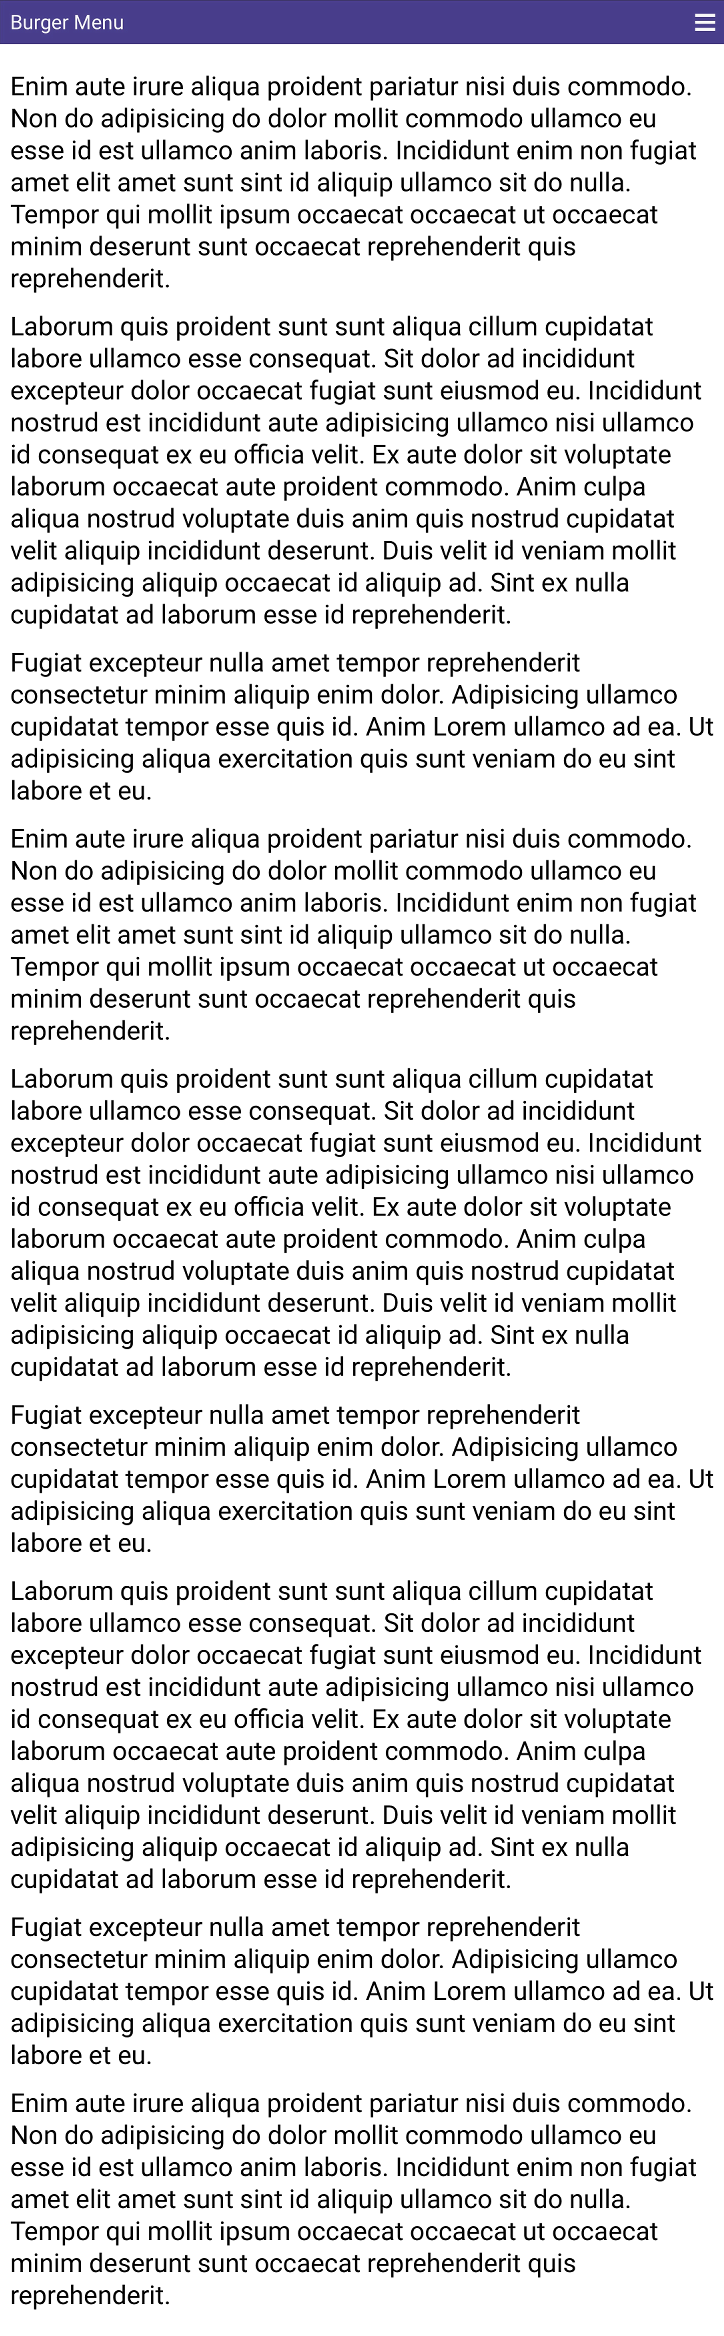 Burger Menu
Enim aute irure aliqua proident pariatur nisi duis commodo.
Non do adipisicing do dolor mollit commodo ullamco eu
esse id est ullamco anim laboris. Incididunt enim non fugiat
amet elit amet sunt sint id aliquip ullamco sit do nulla.
Tempor qui mollit ipsum occaecat occaecat ut occaecat
minim deserunt sunt occaecat reprehenderit quis
reprehenderit.
Laborum quis proident sunt sunt aliqua cillum cupidatat
labore ullamco esse consequat. Sit dolor ad incididunt
excepteur dolor occaecat fugiat sunt eiusmod eu. Incididunt
nostrud est incididunt aute adipisicing ullamco nisi ullamco
id consequat ex eu officia velit. Ex aute dolor sit voluptate
laborum occaecat aute proident commodo. Anim culpa
aliqua nostrud voluptate duis anim quis nostrud cupidatat
velit aliquip incididunt deserunt. Duis velit id veniam mollit
adipisicing aliquip occaecat id aliquip ad. Sint ex nulla
cupidatat ad laborum esse id reprehenderit.
Fugiat excepteur nulla amet tempor reprehenderit
consectetur minim aliquip enim dolor. Adipisicing ullamco
cupidatat tempor esse quis id. Anim Lorem ullamco ad ea. Ut
adipisicing aliqua exercitation quis sunt veniam do eu sint
labore et eu.
Enim aute irure aliqua proident pariatur nisi duis commodo.
Non do adipisicing do dolor mollit commodo ullamco eu
esse id est ullamco anim laboris. Incididunt enim non fugiat
amet elit amet sunt sint id aliquip ullamco sit do nulla.
Tempor qui mollit ipsum occaecat occaecat ut occaecat
minim deserunt sunt occaecat reprehenderit quis
reprehenderit.
Laborum quis proident sunt sunt aliqua cillum cupidatat
labore ullamco esse consequat. Sit dolor ad incididunt
excepteur dolor occaecat fugiat sunt eiusmod eu. Incididunt
nostrud est incididunt aute adipisicing ullamco nisi ullamco
id consequat ex eu officia velit. Ex aute dolor sit voluptate
laborum occaecat aute proident commodo. Anim culpa
aliqua nostrud voluptate duis anim quis nostrud cupidatat
velit aliquip incididunt deserunt. Duis velit id veniam mollit
adipisicing aliquip occaecat id aliquip ad. Sint ex nulla
cupidatat ad laborum esse id reprehenderit.
Fugiat excepteur nulla amet tempor reprehenderit
consectetur minim aliquip enim dolor. Adipisicing ullamco
cupidatat tempor esse quis id. Anim Lorem ullamco ad ea. Ut
adipisicing aliqua exercitation quis sunt veniam do eu sint
labore et eu.
Laborum quis proident sunt sunt aliqua cillum cupidatat
labore ullamco esse consequat. Sit dolor ad incididunt
excepteur dolor occaecat fugiat sunt eiusmod eu. Incididunt
nostrud est incididunt aute adipisicing ullamco nisi ullamco
id consequat ex eu officia velit. Ex aute dolor sit voluptate
laborum occaecat aute proident commodo. Anim culpa
aliqua nostrud voluptate duis anim quis nostrud cupidatat
velit aliquip incididunt deserunt. Duis velit id veniam mollit
adipisicing aliquip occaecat id aliquip ad. Sint ex nulla
cupidatat ad laborum esse id reprehenderit.
Fugiat excepteur nulla amet tempor reprehenderit
consectetur minim aliquip enim dolor. Adipisicing ullamco
cupidatat tempor esse quis id. Anim Lorem ullamco ad ea. Ut
adipisicing aliqua exercitation quis sunt veniam do eu sint
labore et eu.
Enim aute irure aliqua proident pariatur nisi duis commodo.
Non do adipisicing do dolor mollit commodo ullamco eu
esse id est ullamco anim laboris. Incididunt enim non fugiat
amet elit amet sunt sint id aliquip ullamco sit do nulla.
Tempor qui mollit ipsum occaecat occaecat ut occaecat
minim deserunt sunt occaecat reprehenderit quis
reprehenderit.